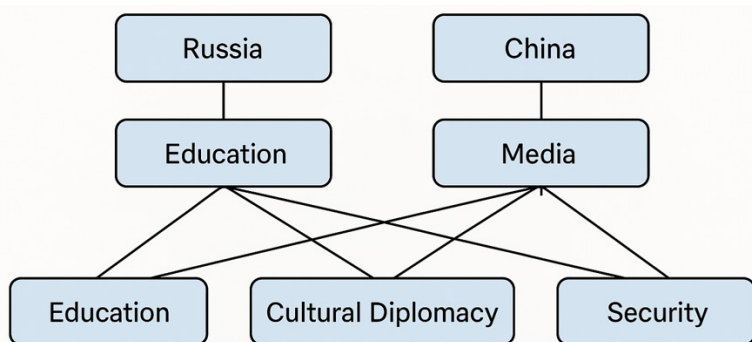 Russia
China
Education
Media
Education
Cultural Diplomacy
Security